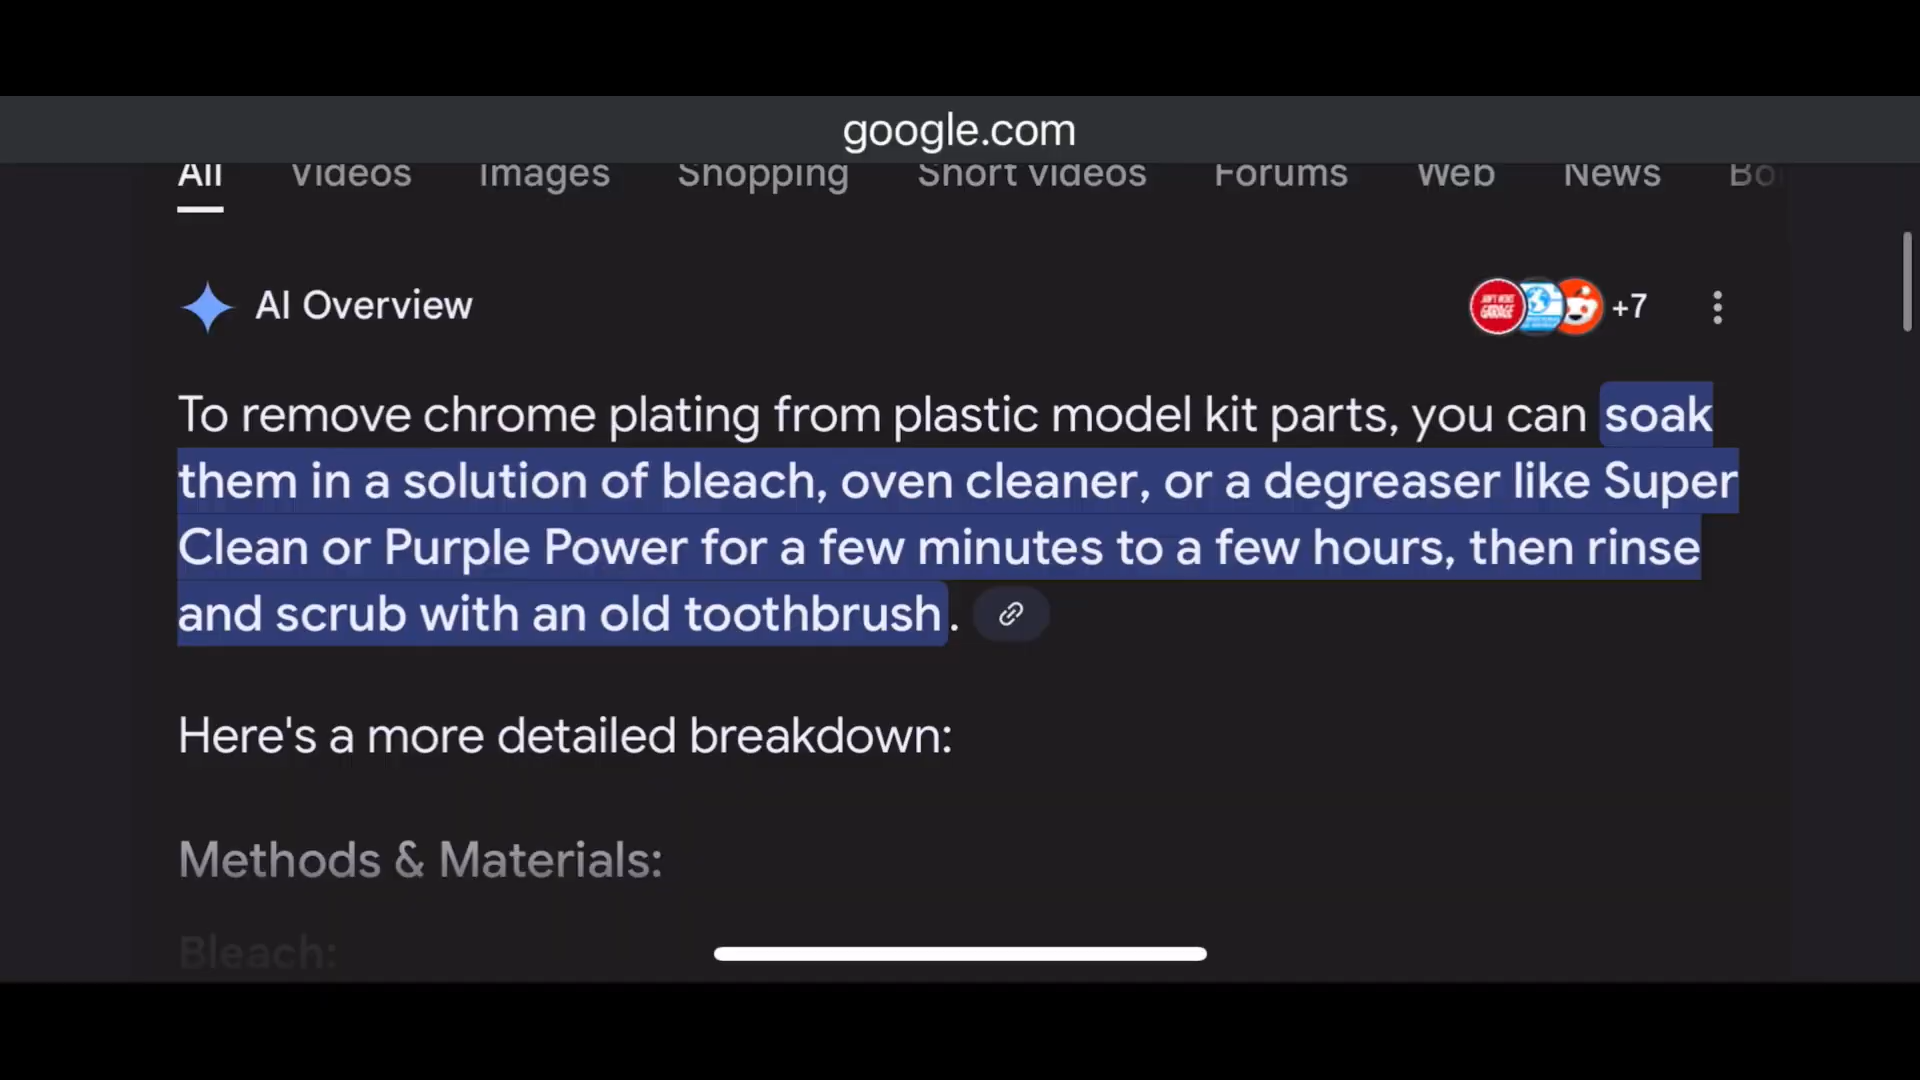 google.com
All Videos Images Shopping Short videos Forums Web News
AI Overview
+7
To remove chrome plating from plastic model kit parts, you can soak
them in a solution of bleach, oven cleaner, or a degreaser like Super
Clean or Purple Power for a few minutes to a few hours, then rinse
and scrub with an old toothbrush.
Here's a more detailed breakdown:
Methods & Materials:
Bleach: